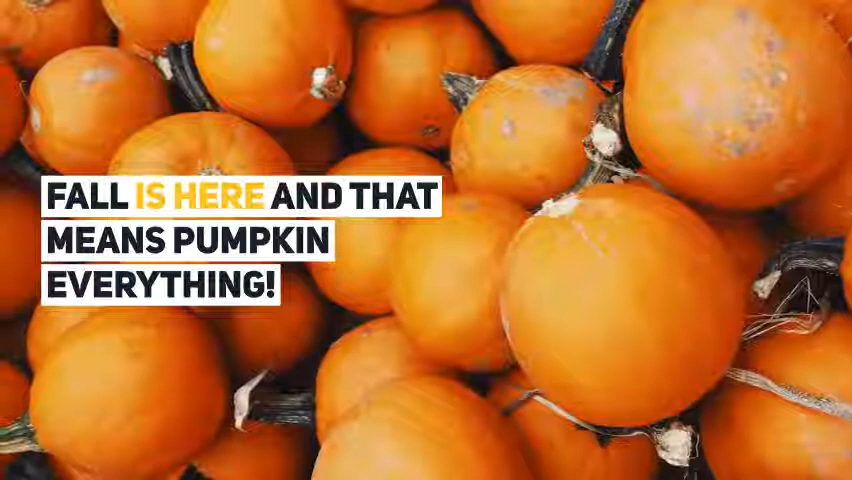 FALL IS HERE AND THAT
MEANS PUMPKIN
EVERYTHING!